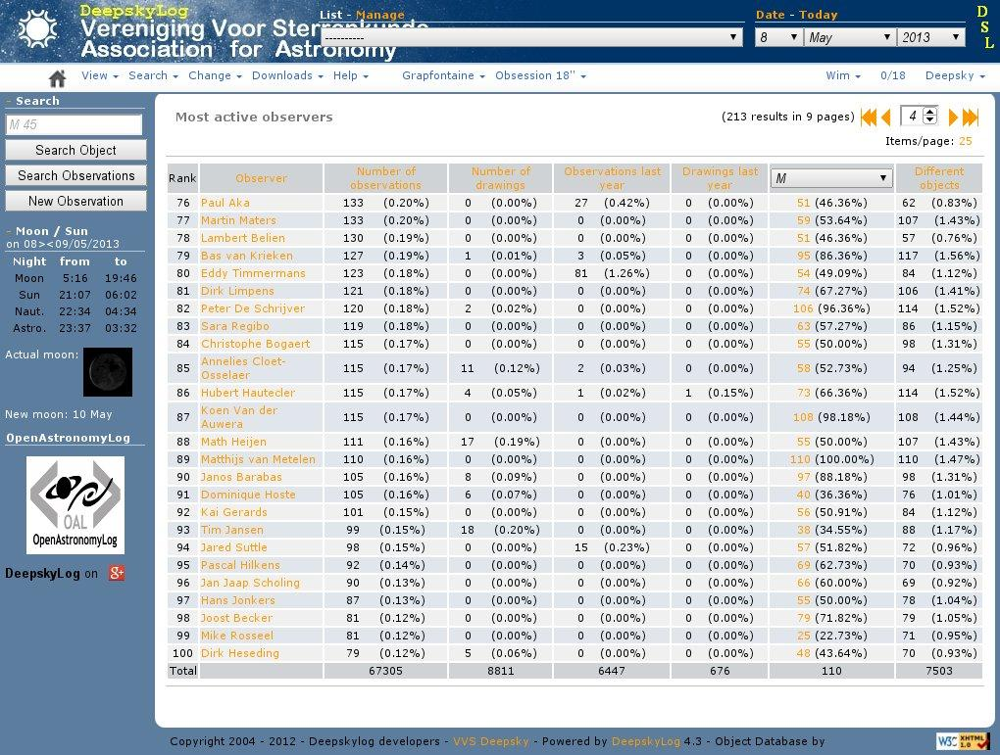 DeepskyLog
Vereniging Voor Sterrenkunde
Association for Astronomy
List - Manage
----------
Date - Today
8 May 2013
D
S
L
View Search Change Downloads Help Grapfontaine Obsession 18" Wim 0/18 Deepsky
- Search
M 45
Search Object
Search Observations
New Observation
- Moon / Sun
on 08><09/05/2013
Night from to
Moon 5:16 19:46
Sun 21:07 06:02
Naut. 22:34 04:34
Astro. 23:37 03:32
Actual moon:
New moon: 10 May
OpenAstronomyLog
OAL
OpenAstronomyLog
DeepskyLog on g+
Most active observers
(213 results in 9 pages) 4
Items/page: 25
Rank Observer Number of observations Number of drawings Observations last year Drawings last year M Different objects
76 Paul Aka 133 (0.20%) 0 (0.00%) 27 (0.42%) 0 (0.00%) 51 (46.36%) 62 (0.83%)
77 Martin Maters 133 (0.20%) 0 (0.00%) 0 (0.00%) 0 (0.00%) 59 (53.64%) 107 (1.43%)
78 Lambert Belien 130 (0.19%) 0 (0.00%) 0 (0.00%) 0 (0.00%) 51 (46.36%) 57 (0.76%)
79 Bas van Krieken 127 (0.19%) 1 (0.01%) 3 (0.05%) 0 (0.00%) 95 (86.36%) 117 (1.56%)
80 Eddy Timmermans 123 (0.18%) 0 (0.00%) 81 (1.26%) 0 (0.00%) 54 (49.09%) 84 (1.12%)
81 Dirk Limpens 121 (0.18%) 0 (0.00%) 0 (0.00%) 0 (0.00%) 74 (67.27%) 106 (1.41%)
82 Peter De Schrijver 120 (0.18%) 2 (0.02%) 0 (0.00%) 0 (0.00%) 106 (96.36%) 114 (1.52%)
83 Sara Regibo 119 (0.18%) 0 (0.00%) 0 (0.00%) 0 (0.00%) 63 (57.27%) 86 (1.15%)
84 Christophe Bogaert 115 (0.17%) 0 (0.00%) 0 (0.00%) 0 (0.00%) 55 (50.00%) 98 (1.31%)
85 Annelies Cloet-Osselaer 115 (0.17%) 11 (0.12%) 2 (0.03%) 0 (0.00%) 58 (52.73%) 94 (1.25%)
86 Hubert Hautecler 115 (0.17%) 4 (0.05%) 1 (0.02%) 1 (0.15%) 73 (66.36%) 114 (1.52%)
87 Koen Van der Auwera 115 (0.17%) 0 (0.00%) 0 (0.00%) 0 (0.00%) 108 (98.18%) 108 (1.44%)
88 Math Heijen 111 (0.16%) 17 (0.19%) 0 (0.00%) 0 (0.00%) 55 (50.00%) 107 (1.43%)
89 Matthijs van Metelen 110 (0.16%) 0 (0.00%) 0 (0.00%) 0 (0.00%) 110 (100.00%) 110 (1.47%)
90 Janos Barabas 105 (0.16%) 8 (0.09%) 0 (0.00%) 0 (0.00%) 97 (88.18%) 98 (1.31%)
91 Dominique Hoste 105 (0.16%) 6 (0.07%) 0 (0.00%) 0 (0.00%) 40 (36.36%) 76 (1.01%)
92 Kai Gerards 101 (0.15%) 0 (0.00%) 0 (0.00%) 0 (0.00%) 56 (50.91%) 84 (1.12%)
93 Tim Jansen 99 (0.15%) 18 (0.20%) 0 (0.00%) 0 (0.00%) 38 (34.55%) 88 (1.17%)
94 Jared Suttle 98 (0.15%) 0 (0.00%) 15 (0.23%) 0 (0.00%) 57 (51.82%) 72 (0.96%)
95 Pascal Hilkens 92 (0.14%) 0 (0.00%) 0 (0.00%) 0 (0.00%) 69 (62.73%) 70 (0.93%)
96 Jan Jaap Scholing 90 (0.13%) 0 (0.00%) 0 (0.00%) 0 (0.00%) 66 (60.00%) 69 (0.92%)
97 Hans Jonkers 87 (0.13%) 0 (0.00%) 0 (0.00%) 0 (0.00%) 55 (50.00%) 78 (1.04%)
98 Joost Becker 81 (0.12%) 0 (0.00%) 0 (0.00%) 0 (0.00%) 79 (71.82%) 79 (1.05%)
99 Mike Rosseel 81 (0.12%) 0 (0.00%) 0 (0.00%) 0 (0.00%) 25 (22.73%) 71 (0.95%)
100 Dirk Heseding 79 (0.12%) 5 (0.06%) 0 (0.00%) 0 (0.00%) 48 (43.64%) 70 (0.93%)
Total 67305 8811 6447 676 110 7503
Copyright 2004 - 2012 - Deepskylog developers - VVS Deepsky - Powered by DeepskyLog 4.3 - Object Database by
W3C XHTML 1.0